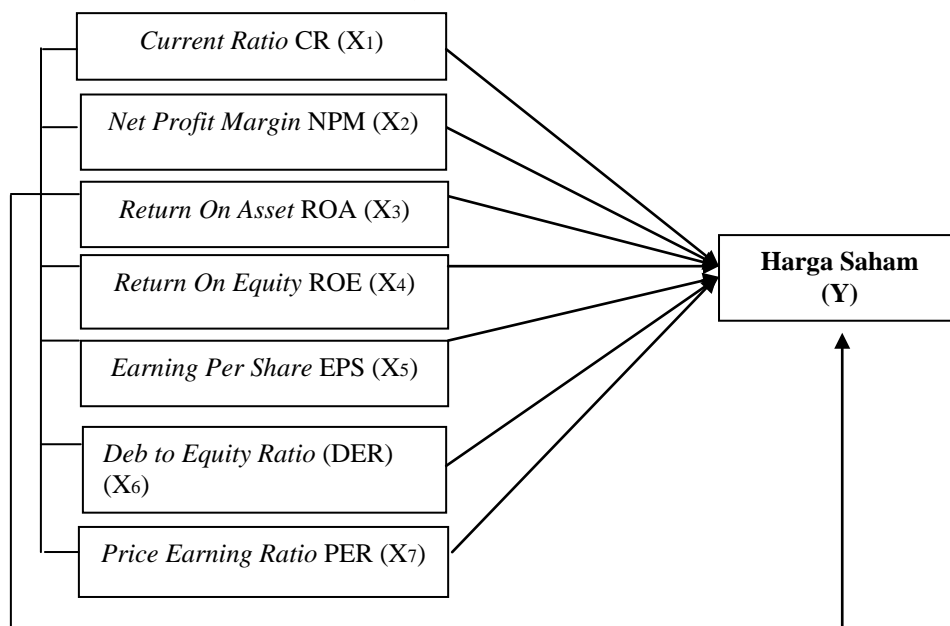 Current Ratio CR (X1)
Net Profit Margin NPM (X2)
Return On Asset ROA (X3)
Return On Equity ROE (X4)
Earning Per Share EPS (X5)
Deb to Equity Ratio (DER)
(X6)
Price Earning Ratio PER (X7)
Harga Saham
(Y)